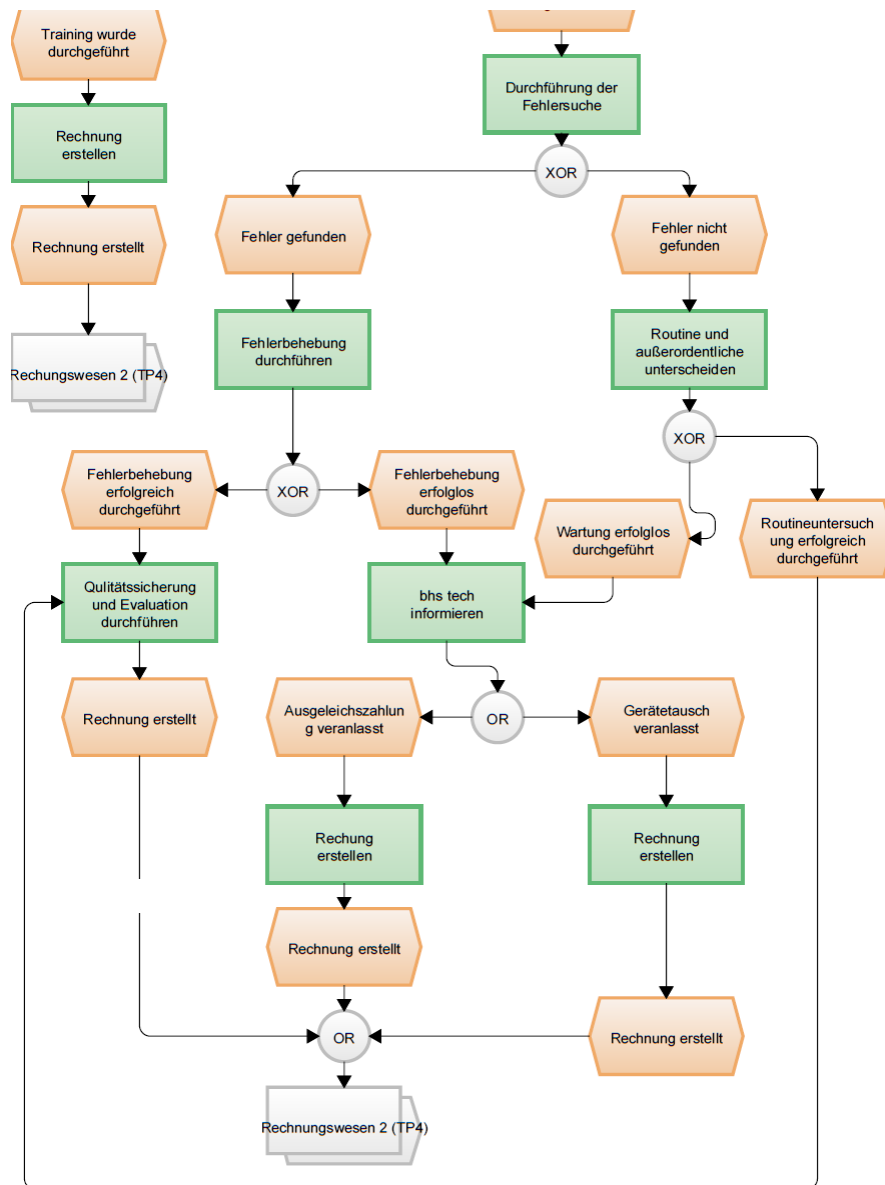 Training wurde
durchgeführt
Durchführung der
Fehlersuche
Rechnung
erstellen
XOR
Fehler gefunden
Fehler nicht
gefunden
Rechnung erstellt
Fehlerbehebung
durchführen
Routine und
außerordentliche
unterscheiden
Rechungswesen 2 (TP4)
XOR
Fehlerbehebung
erfolgreich
durchgeführt
XOR
Fehlerbehebung
erfolglos
durchgeführt
Wartung erfolglos
durchgeführt
Routineuntersuch
ung erfolgreich
durchgeführt
Qulitätssicherung
und Evaluation
durchführen
bhs tech
informieren
Rechnung erstellt
Ausgeleichszahlun
g veranlasst
OR
Gerätetausch
veranlasst
Rechung
erstellen
Rechnung
erstellen
Rechnung erstellt
OR
Rechnung erstellt
Rechnungswesen 2 (TP4)